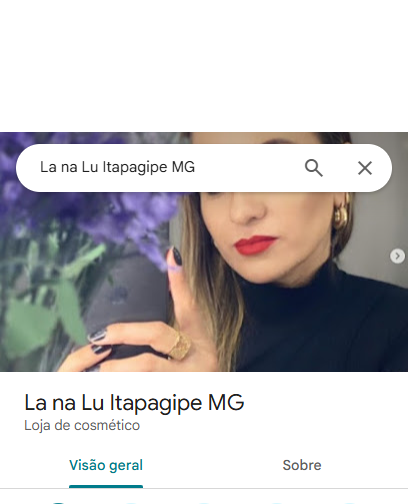 La na Lu Itapagipe MG
La na Lu Itapagipe MG
Loja de cosmético
Visão geral
Sobre